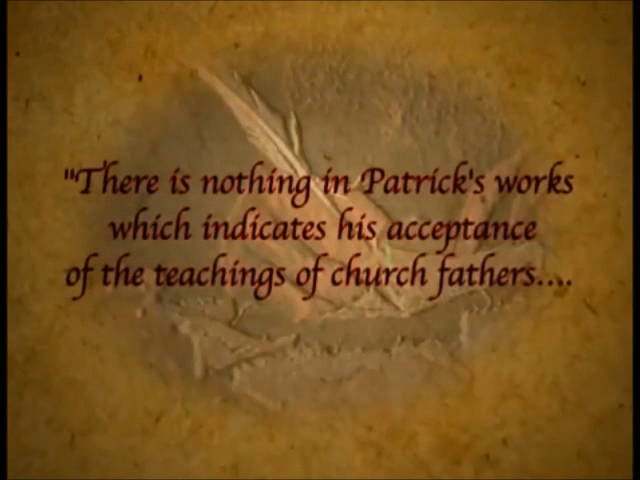 "There is nothing in Patrick's works
which indicates his acceptance
of the teachings of church fathers....